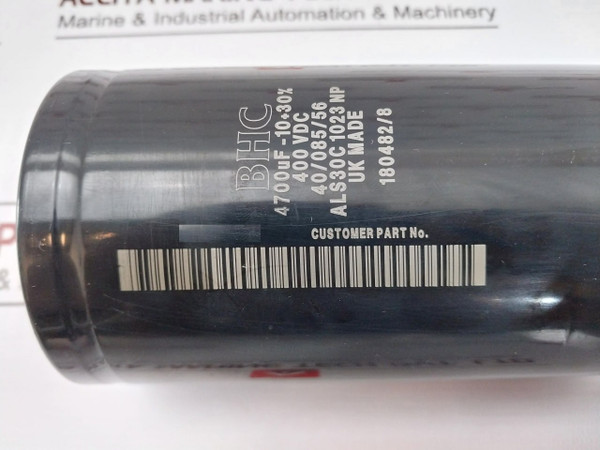 Marine & Industrial Automation & Machinery
BHC
4700uF -10+30%
400 VDC
40/085/56
ALS30C 1023 NP
UK MADE
180482/8
CUSTOMER PART No.